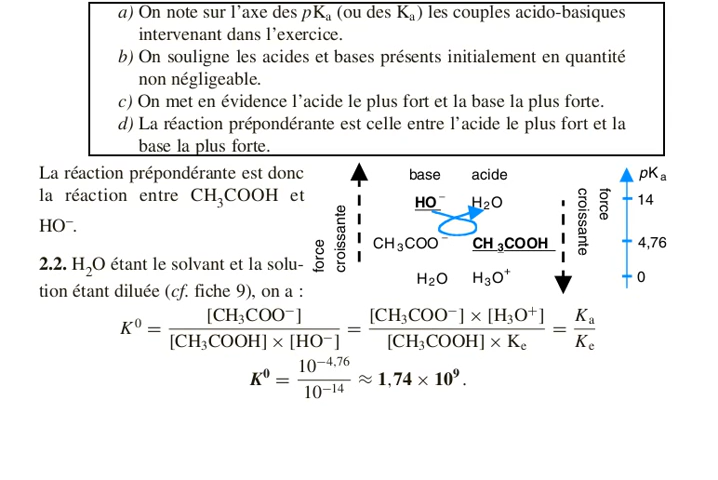 a) On note sur l'axe des pKₐ (ou des Kₐ) les couples acido-basiques
intervenant dans l'exercice.
b) On souligne les acides et bases présents initialement en quantité
non négligeable.
c) On met en évidence l'acide le plus fort et la base la plus forte.
d) La réaction prépondérante est celle entre l'acide le plus fort et la
base la plus forte.
La réaction prépondérante est donc
la réaction entre CH₃COOH et
HO⁻.
2.2. H₂O étant le solvant et la solu-
tion étant diluée (cf. fiche 9), on a :
force
croissante
base acide
HO⁻ H₂O
CH₃COO⁻ CH₃COOH
H₂O H₃O⁺
force
croissante
pKₐ
14
4,76
0
K⁰ = [CH₃COO⁻] / [CH₃COOH] × [HO⁻] = [CH₃COO⁻] × [H₃O⁺] / [CH₃COOH] × Kₑ = Kₐ / Kₑ
K⁰ = 10⁻⁴,⁷⁶ / 10⁻¹⁴ ≈ 1,74 × 10⁹.